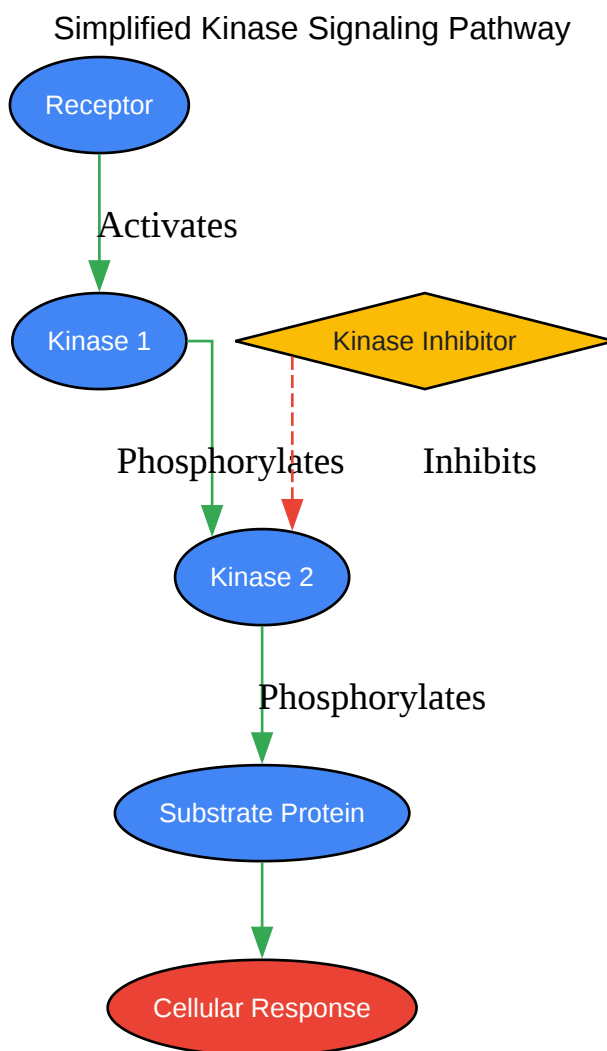 Simplified Kinase Signaling Pathway
Receptor
Activates
Kinase 1
Kinase Inhibitor
Phosphorylates
Inhibits
Kinase 2
Phosphorylates
Substrate Protein
Cellular Response